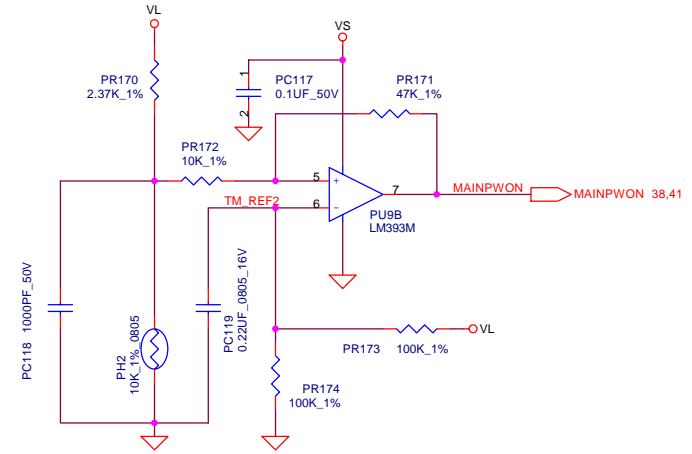 VL
VS
PR170
2.37K_1%
1
PC117
0.1UF_50V
2
PR171
47K_1%
PR172
10K_1%
5
+
7
MAINPWON
MAINPWON 38,41
TM_REF2
6
-
PU9B
LM393M
PC118 1000PF_50V
PH2
10K_1%_0805
PC119
0.22UF_0805_16V
VL
PR173 100K_1%
PR174
100K_1%